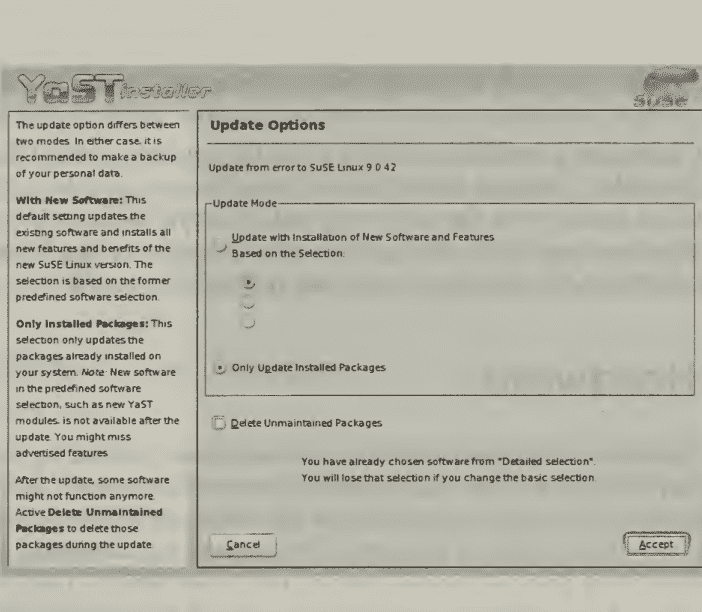 YaST Installer
SuSE
The update option differs between
two modes. In either case, it is
recommended to make a backup
of your personal data.
With New Software: This
default setting updates the
existing software and installs all
new features and benefits of the
new SuSE Linux version. The
selection is based on the former
predefined software selection.
Only Installed Packages: This
selection only updates the
packages already installed on
your system. Note: New software
in the predefined software
selection, such as new YaST
modules, is not available after the
update. You might miss
advertised features
After the update, some software
might not function anymore.
Active Delete Unmaintained
Packages to delete those
packages during the update.
Update Options
Update from error to SuSE Linux 9 0 42
Update Mode
Update with Installation of New Software and Features
Based on the Selection:
Only Update Installed Packages
Delete Unmaintained Packages
You have already chosen software from "Detailed selection".
You will lose that selection if you change the basic selection.
Cancel
Accept